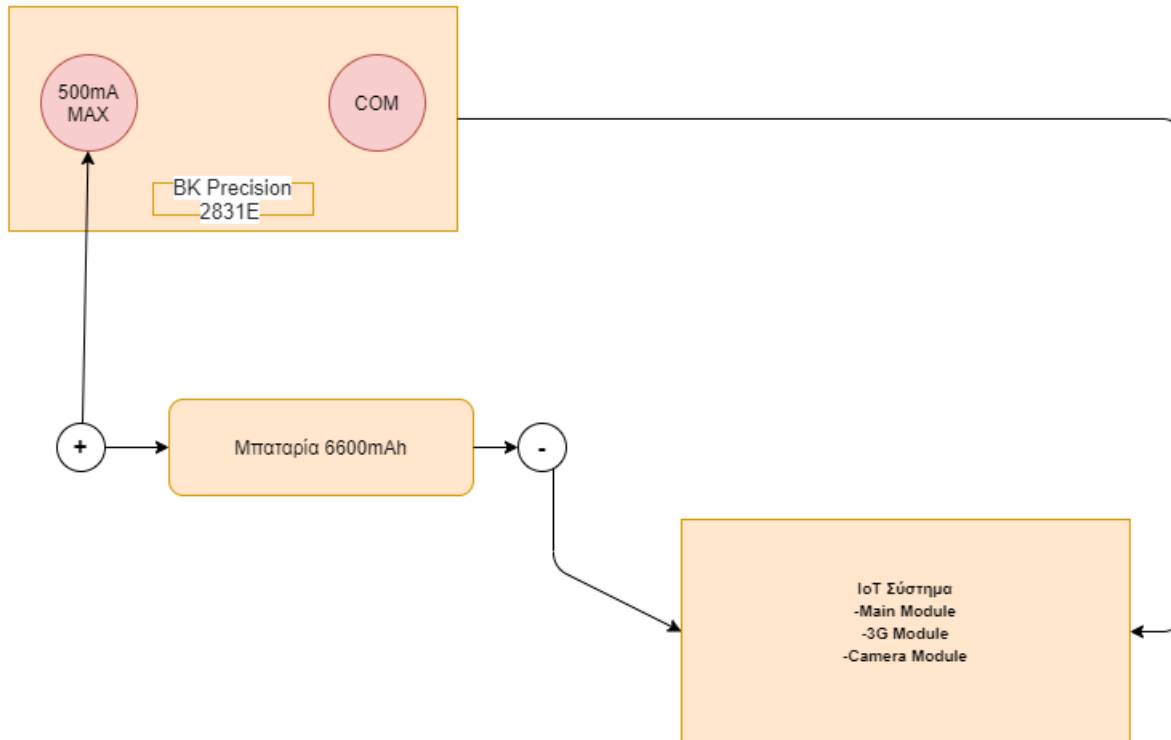 500mA
MAX
COM
BK Precision
2831E
+
Μπαταρία 6600mAh
-
IoT Σύστημα
-Main Module
-3G Module
-Camera Module